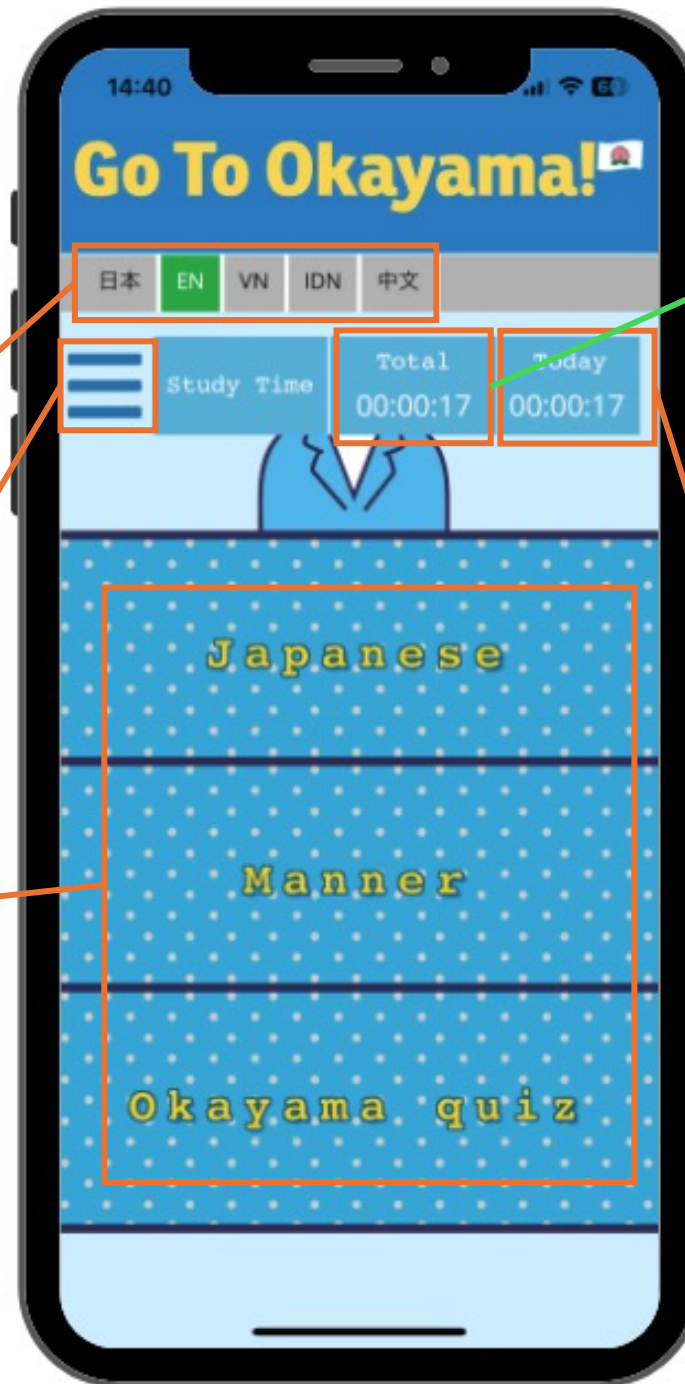 14:40
Go To Okayama!
日本 EN VN IDN 中文
Study Time
Total
00:00:17
Today
00:00:17
Japanese
Manner
Okayama quiz